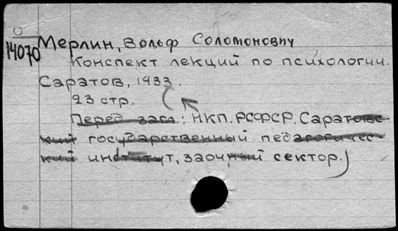 14070
Мерлин, Вольф Соломонович
Конспект лекций по психологии.
Саратов, 1933
23 стр.
Перед загл.: НКП. РСФСР. Саратовс-
кий государственный педагогичес-
кий институт, заочный сектор.)